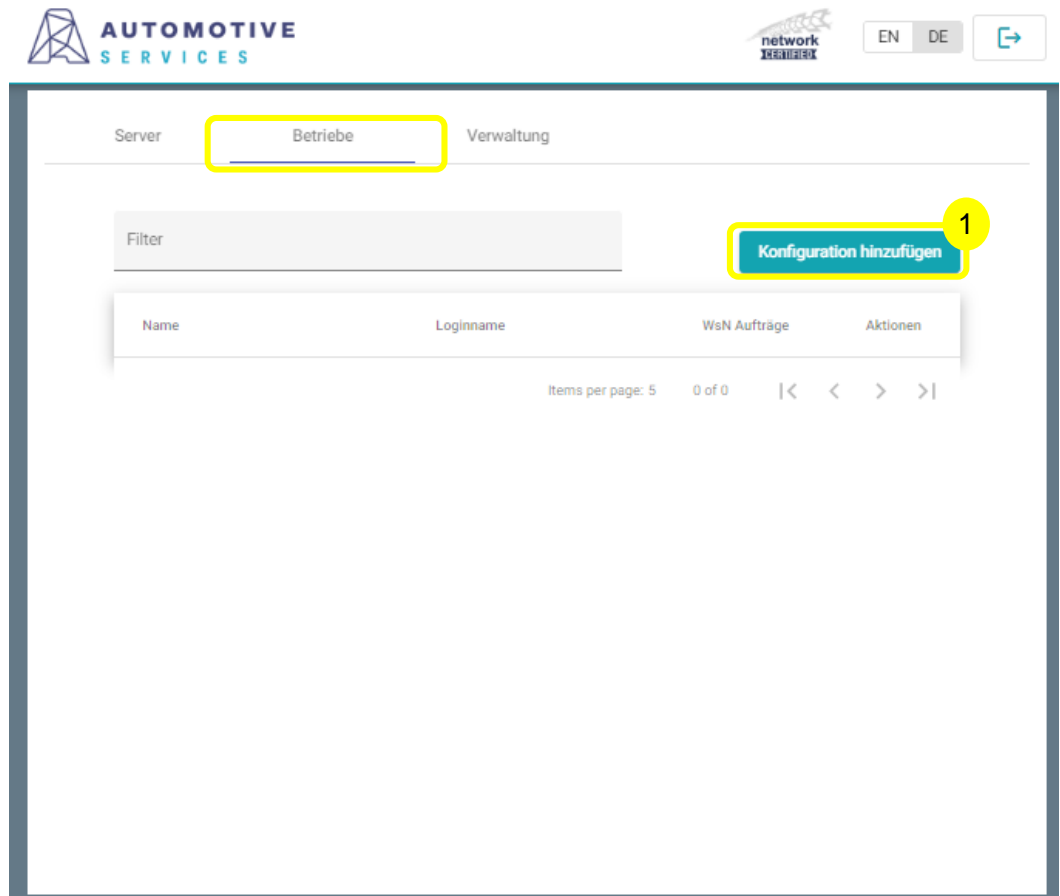 AUTOMOTIVE
SERVICES
network
CERTIFIED
EN DE
Server Betriebe Verwaltung
1
Filter
Konfiguration hinzufügen
Name Loginname WsN Aufträge Aktionen
Items per page: 5 0 of 0